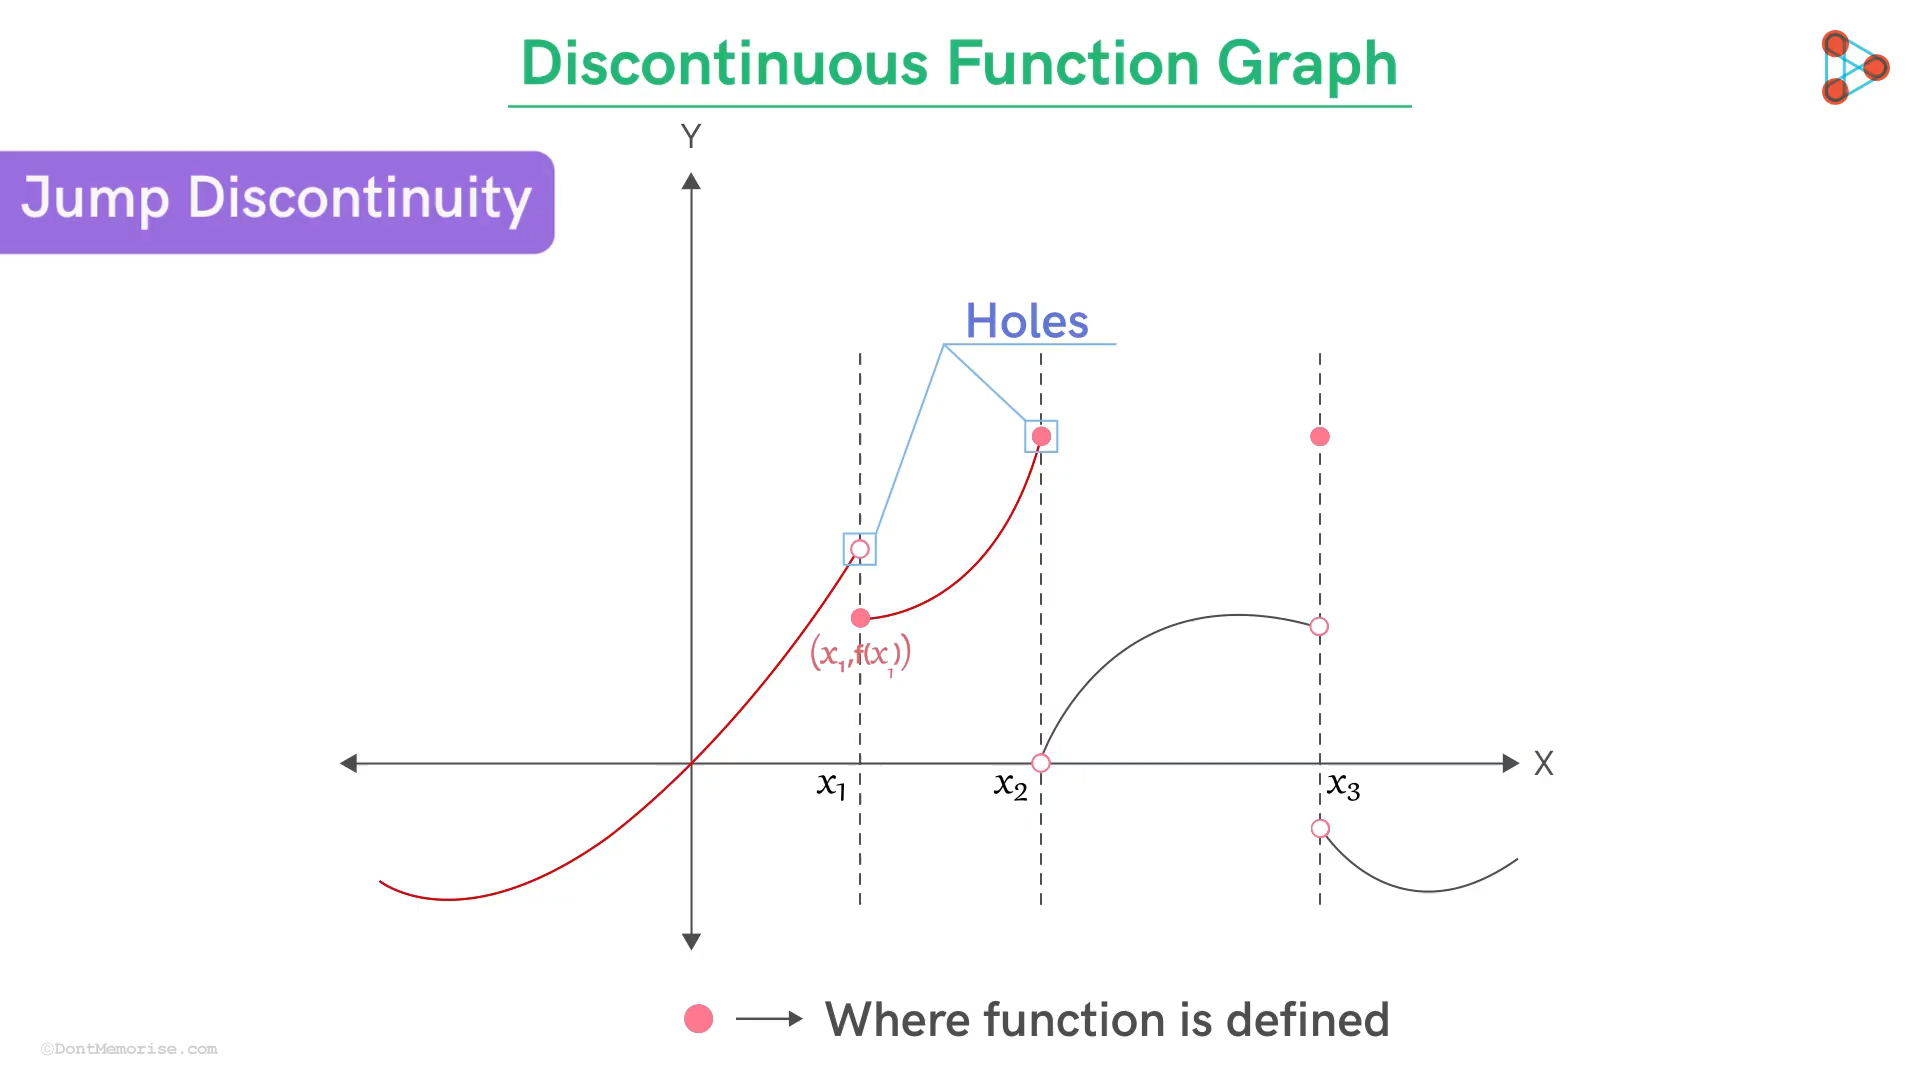 Discontinuous Function Graph
Y
Jump Discontinuity
Holes
(x₁,f(x₁))
X
x₁
x₂
x₃
Where function is defined
©DontMemorise.com